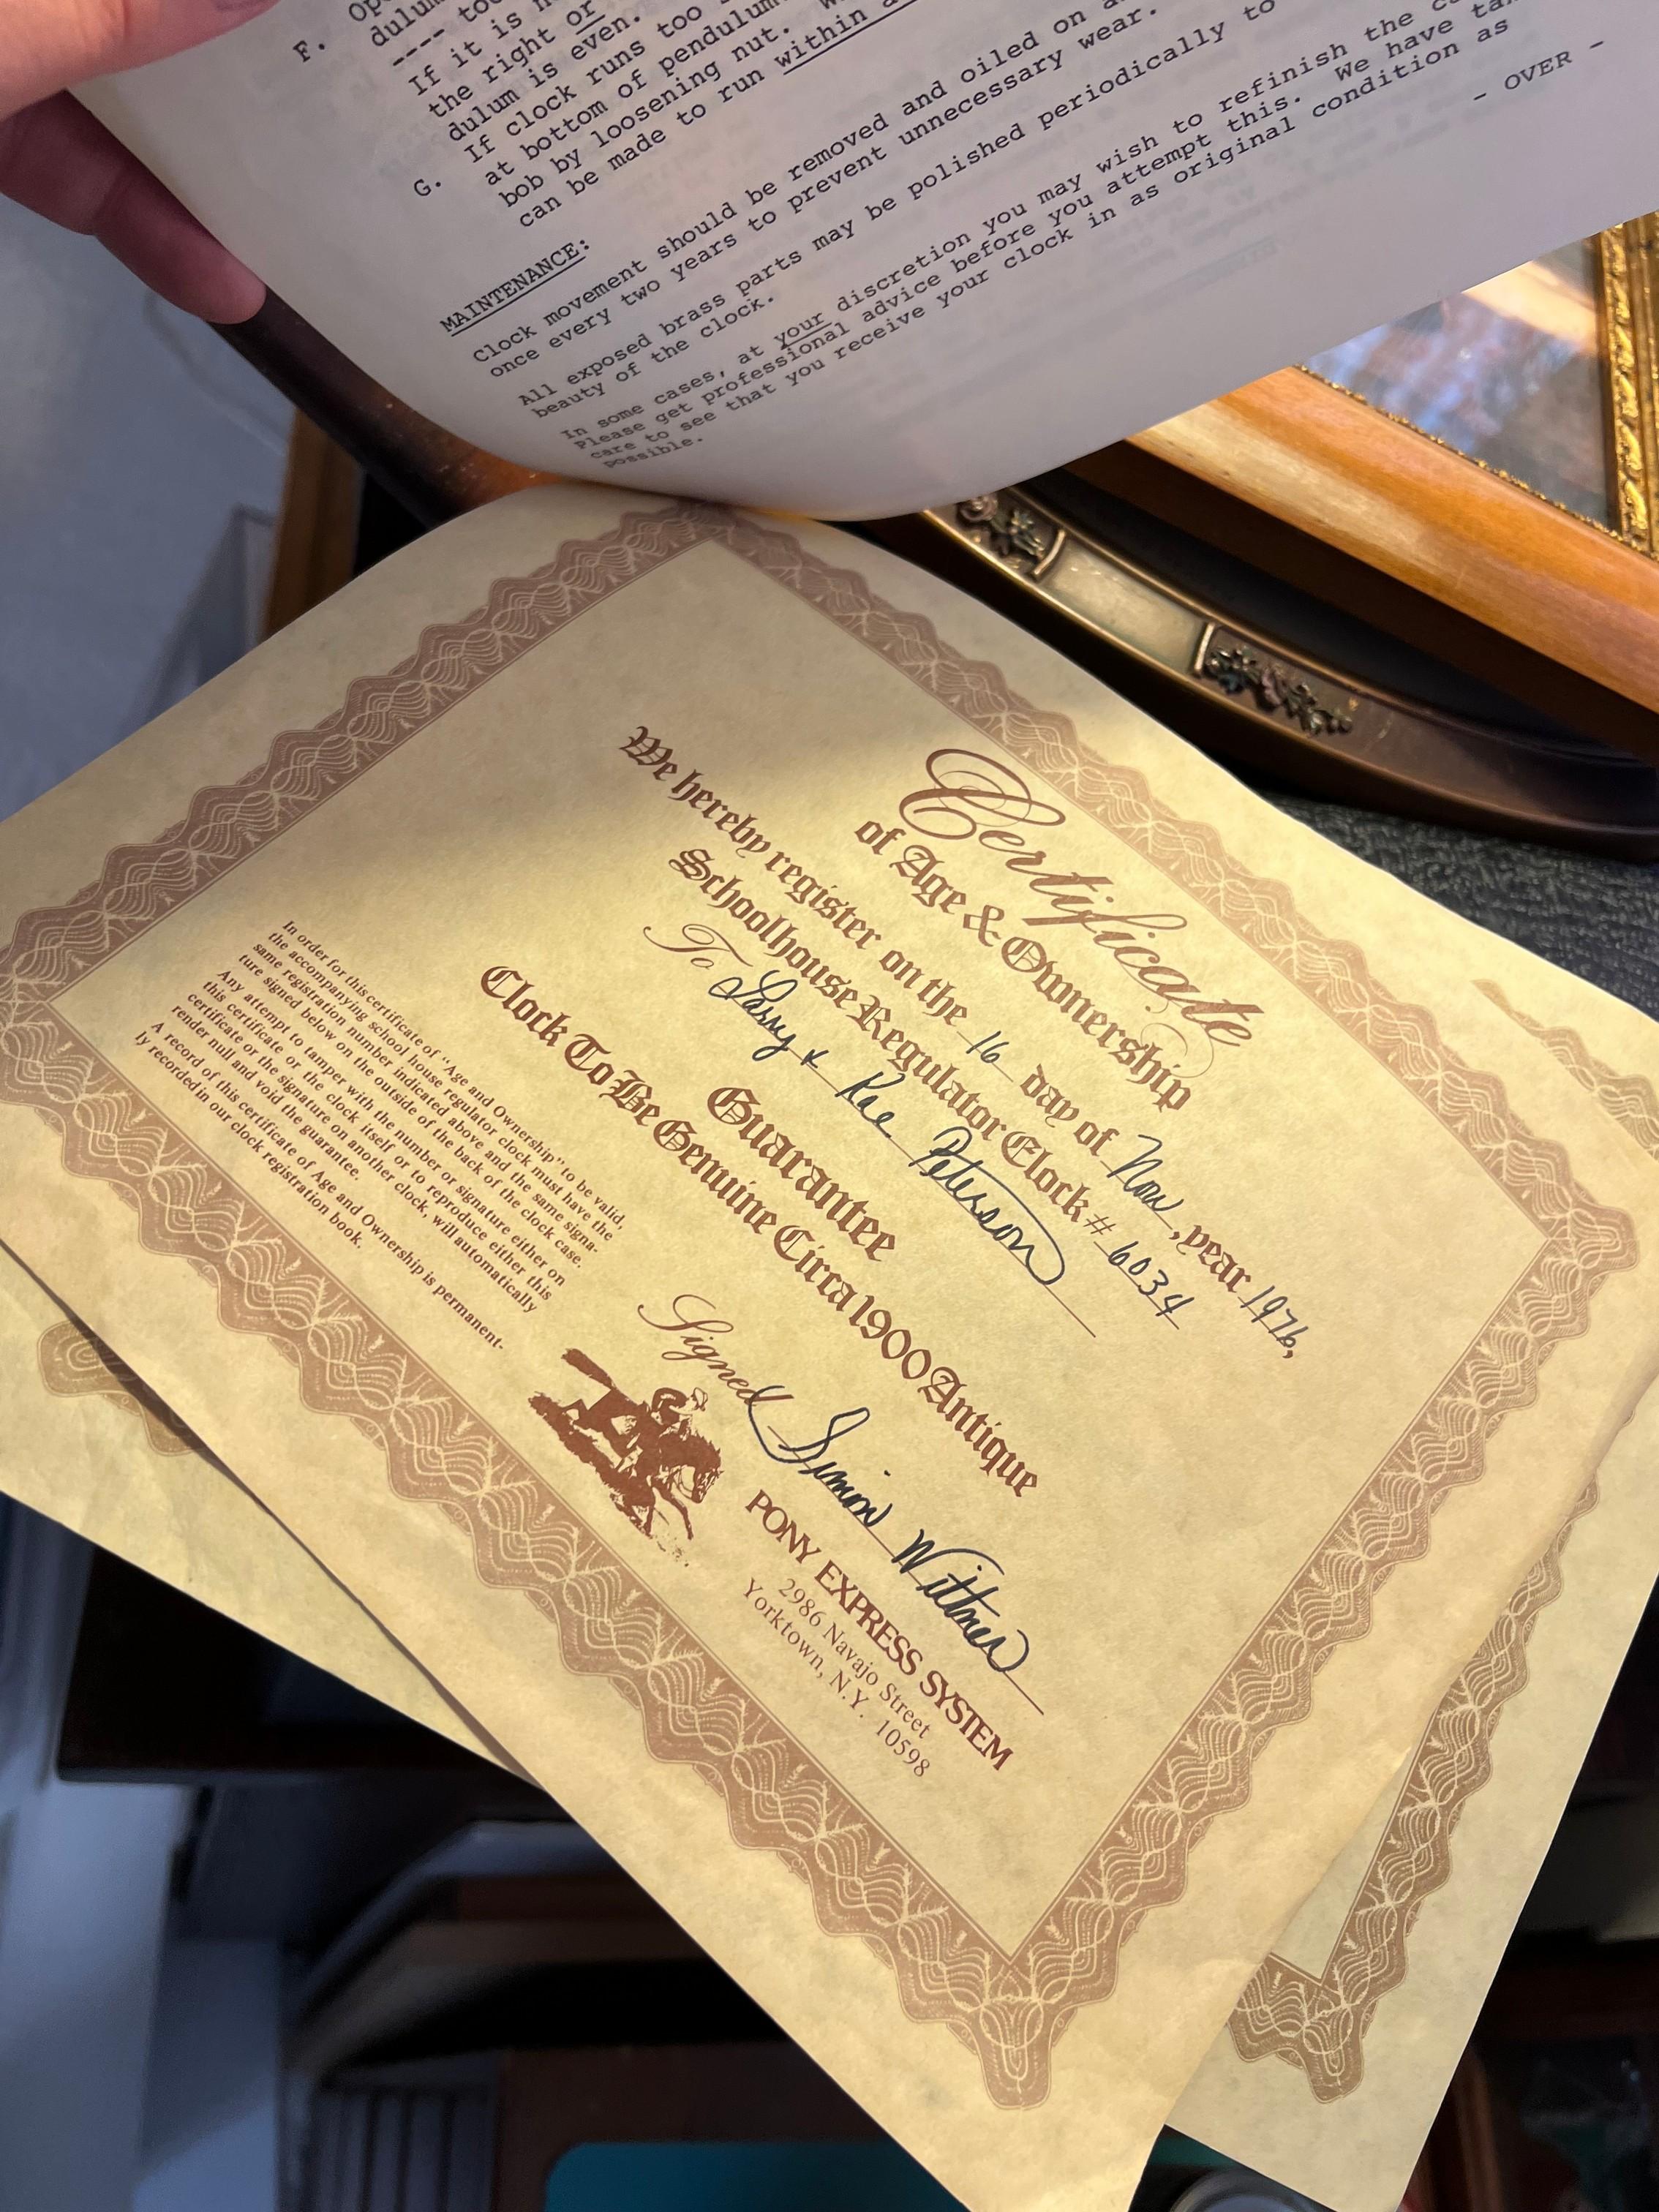 F. Op
dulum
---- too
If it is n
the right or
dulum is even.
G. If clock runs too
at bottom of pendulum.
bob by loosening nut.
can be made to run within a
MAINTENANCE:
Clock movement should be removed and oiled on a
once every two years to prevent unnecessary wear.
All exposed brass parts may be polished periodically to
beauty of the clock.
In some cases, at your discretion you may wish to refinish the c
Please get professional advice before you attempt this. We have ta
care to see that you receive your clock in as original condition as
possible.
- OVER -
Certificate
of Age & Ownership
We hereby register on the 16 day of Nov, year 1976,
Schoolhouse Regulator Clock # 6034
To Larry & Rae Peterson
Guarantee
Clock To Be Genuine Circa 1900 Antique
In order for this certificate of "Age and Ownership" to be valid,
the accompanying school house regulator clock must have the
same registration number indicated above and the same signa-
ture signed below on the outside of the back of the clock case.
Any attempt to tamper with the number or signature either on
this certificate or the clock itself or to reproduce either this
certificate or the signature on another clock, will automatically
render null and void the guarantee.
A record of this certificate of Age and Ownership is permanent-
ly recorded in our clock registration book.
Signed Simon Wittner
PONY EXPRESS SYSTEM
2986 Navajo Street
Yorktown, N.Y. 10598